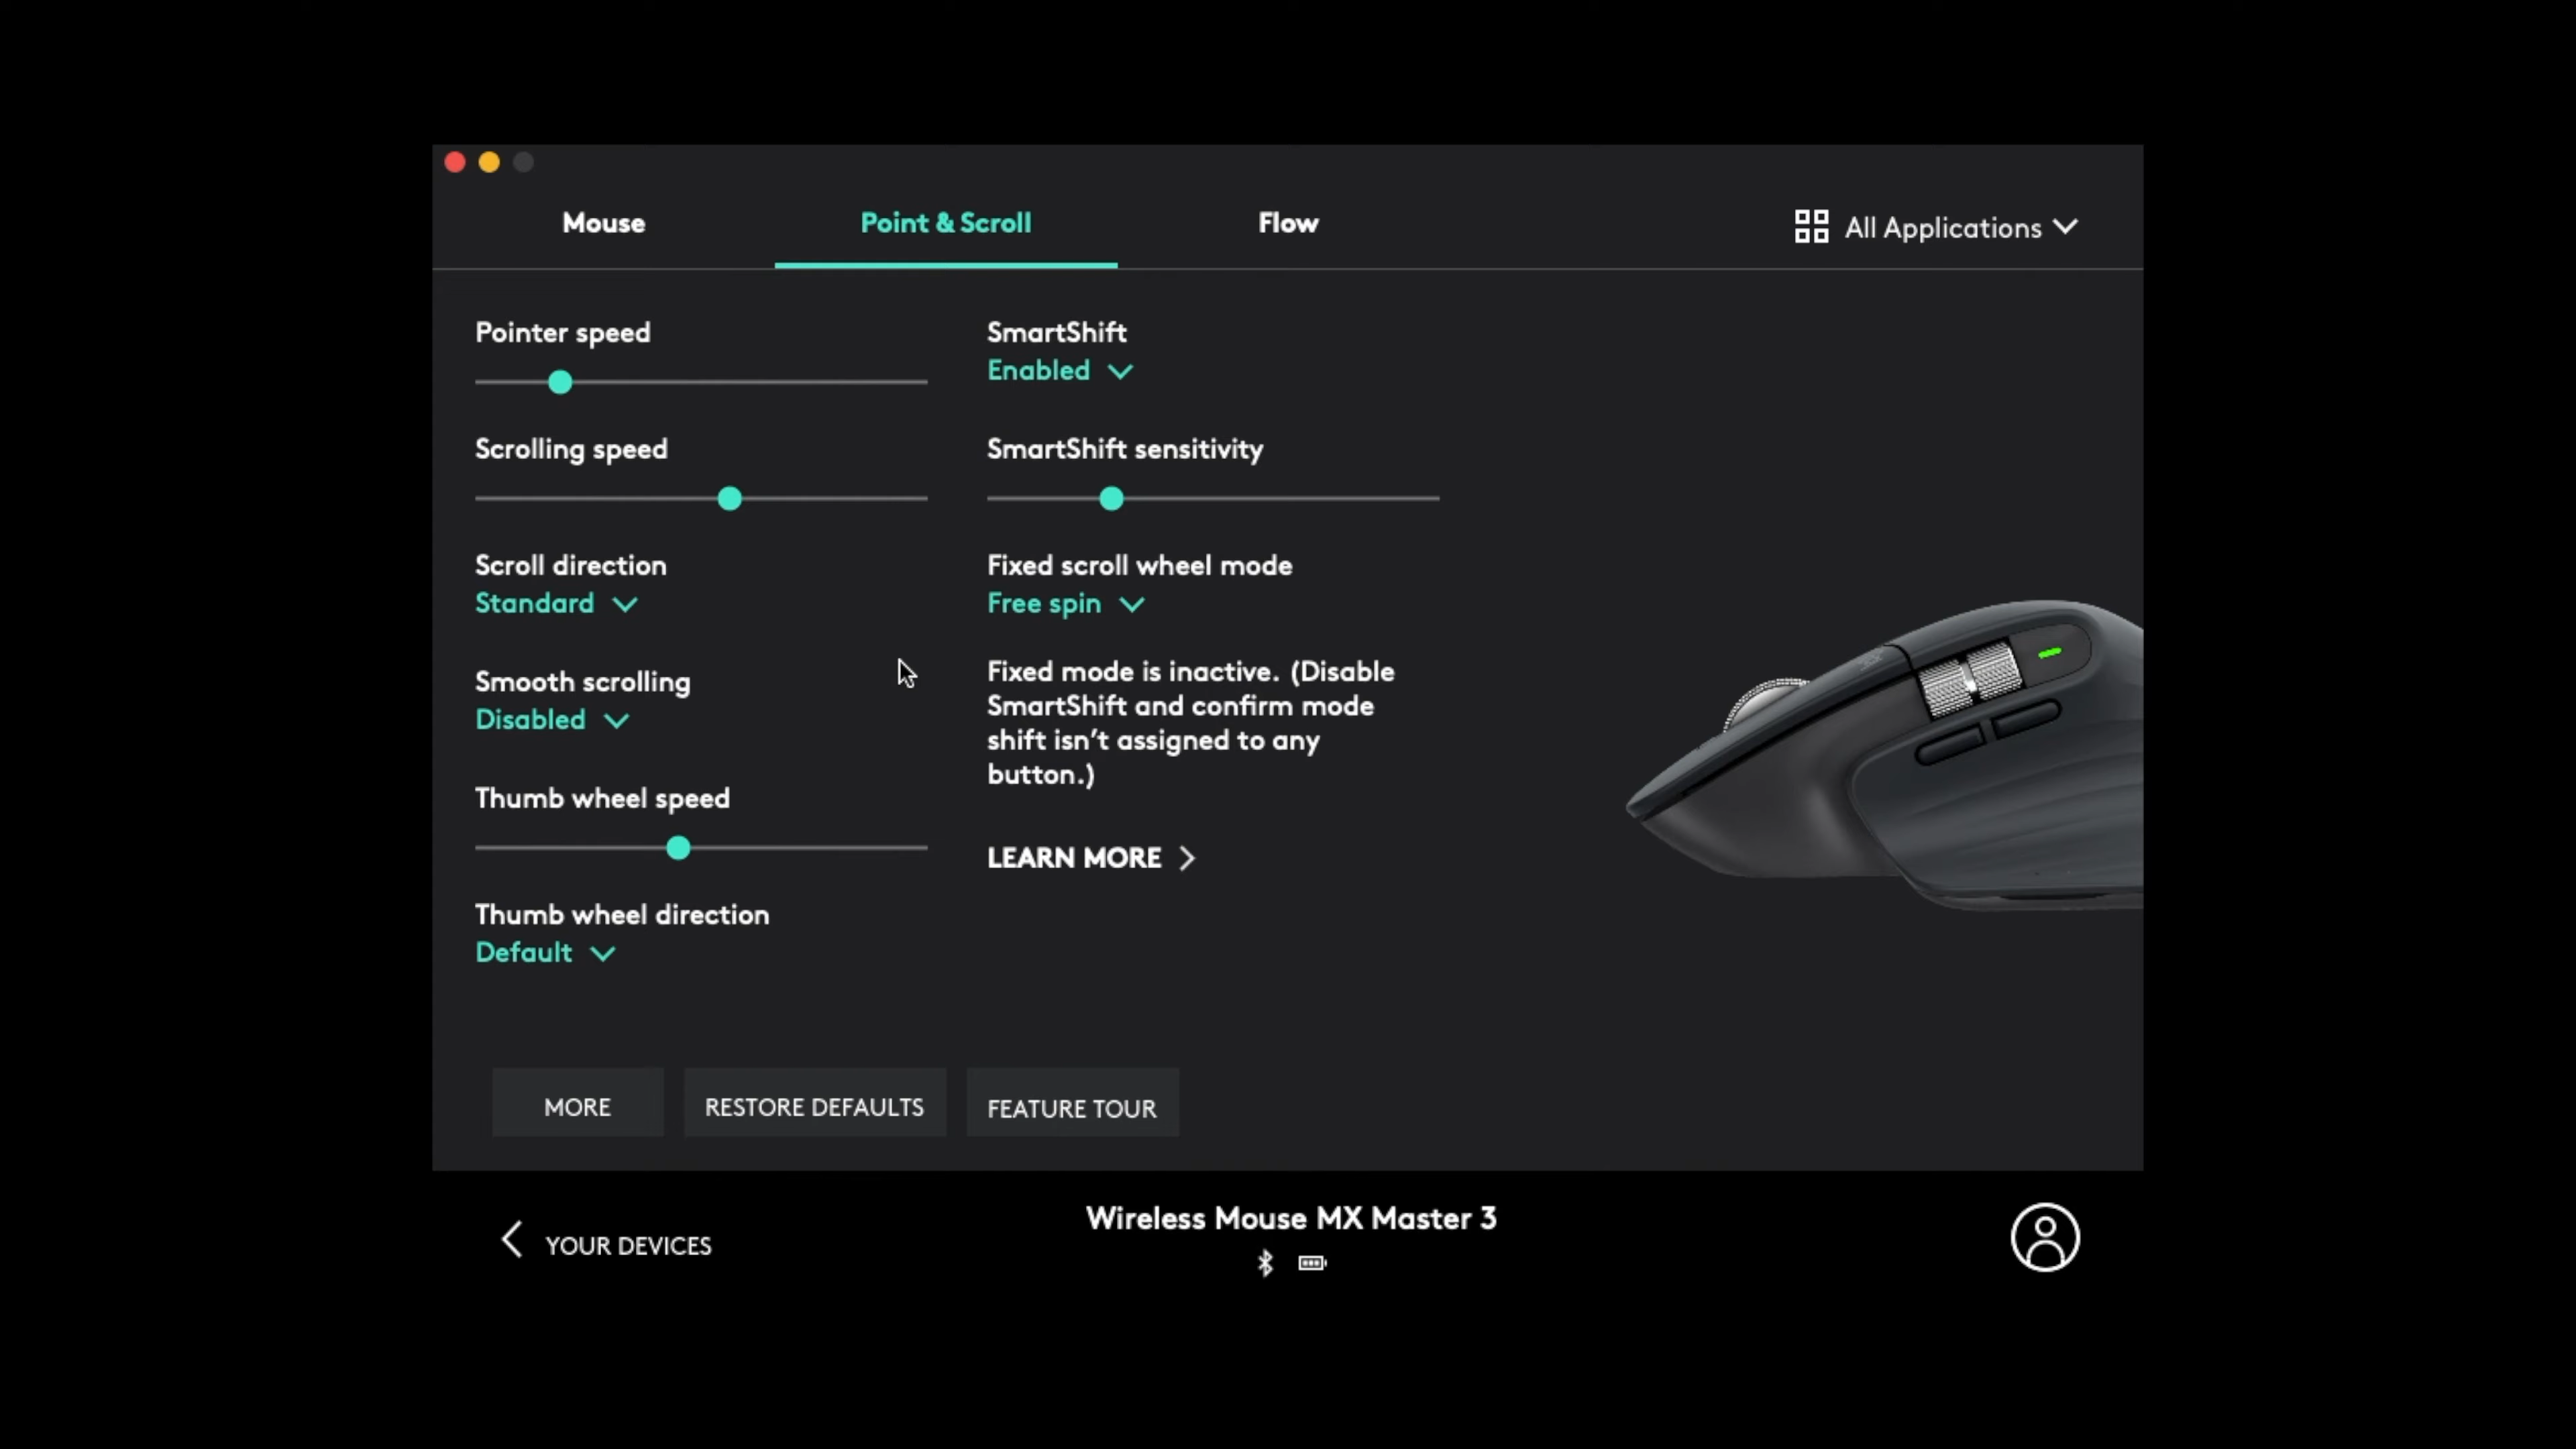 Mouse
Point & Scroll
Flow
All Applications
Pointer speed
Scrolling speed
Scroll direction
Standard
Smooth scrolling
Disabled
Thumb wheel speed
Thumb wheel direction
Default
SmartShift
Enabled
SmartShift sensitivity
Fixed scroll wheel mode
Free spin
Fixed mode is inactive. (Disable
SmartShift and confirm mode
shift isn't assigned to any
button.)
LEARN MORE
MORE
RESTORE DEFAULTS
FEATURE TOUR
YOUR DEVICES
Wireless Mouse MX Master 3